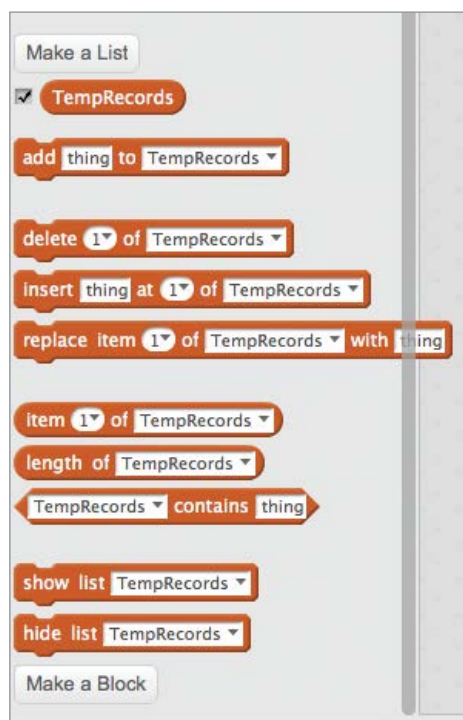 Make a List
TempRecords
add thing to TempRecords
delete 1 of TempRecords
insert thing at 1 of TempRecords
replace item 1 of TempRecords with thing
item 1 of TempRecords
length of TempRecords
TempRecords contains thing
show list TempRecords
hide list TempRecords
Make a Block